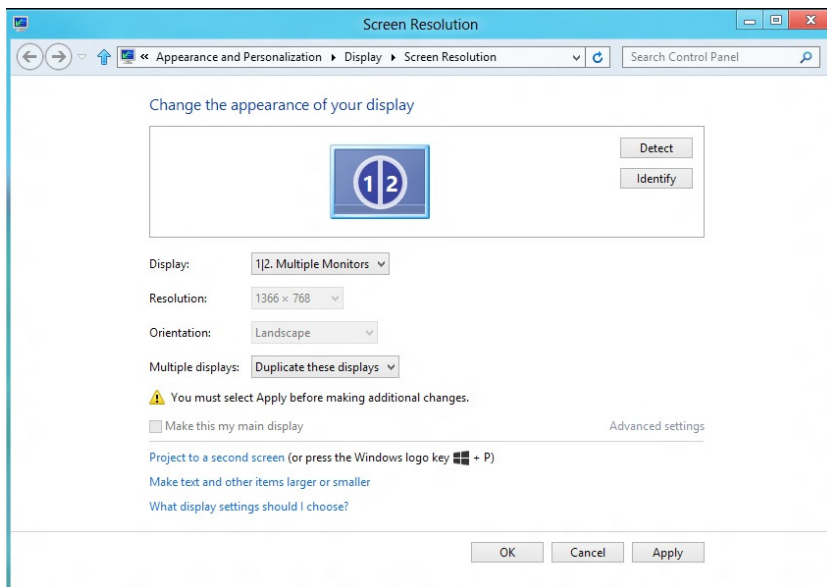 Screen Resolution
« Appearance and Personalization ▸ Display ▸ Screen Resolution
Search Control Panel
Change the appearance of your display
1|2
Detect
Identify
Display: 1|2. Multiple Monitors
Resolution: 1366 × 768
Orientation: Landscape
Multiple displays: Duplicate these displays
You must select Apply before making additional changes.
Make this my main display
Advanced settings
Project to a second screen (or press the Windows logo key + P)
Make text and other items larger or smaller
What display settings should I choose?
OK Cancel Apply